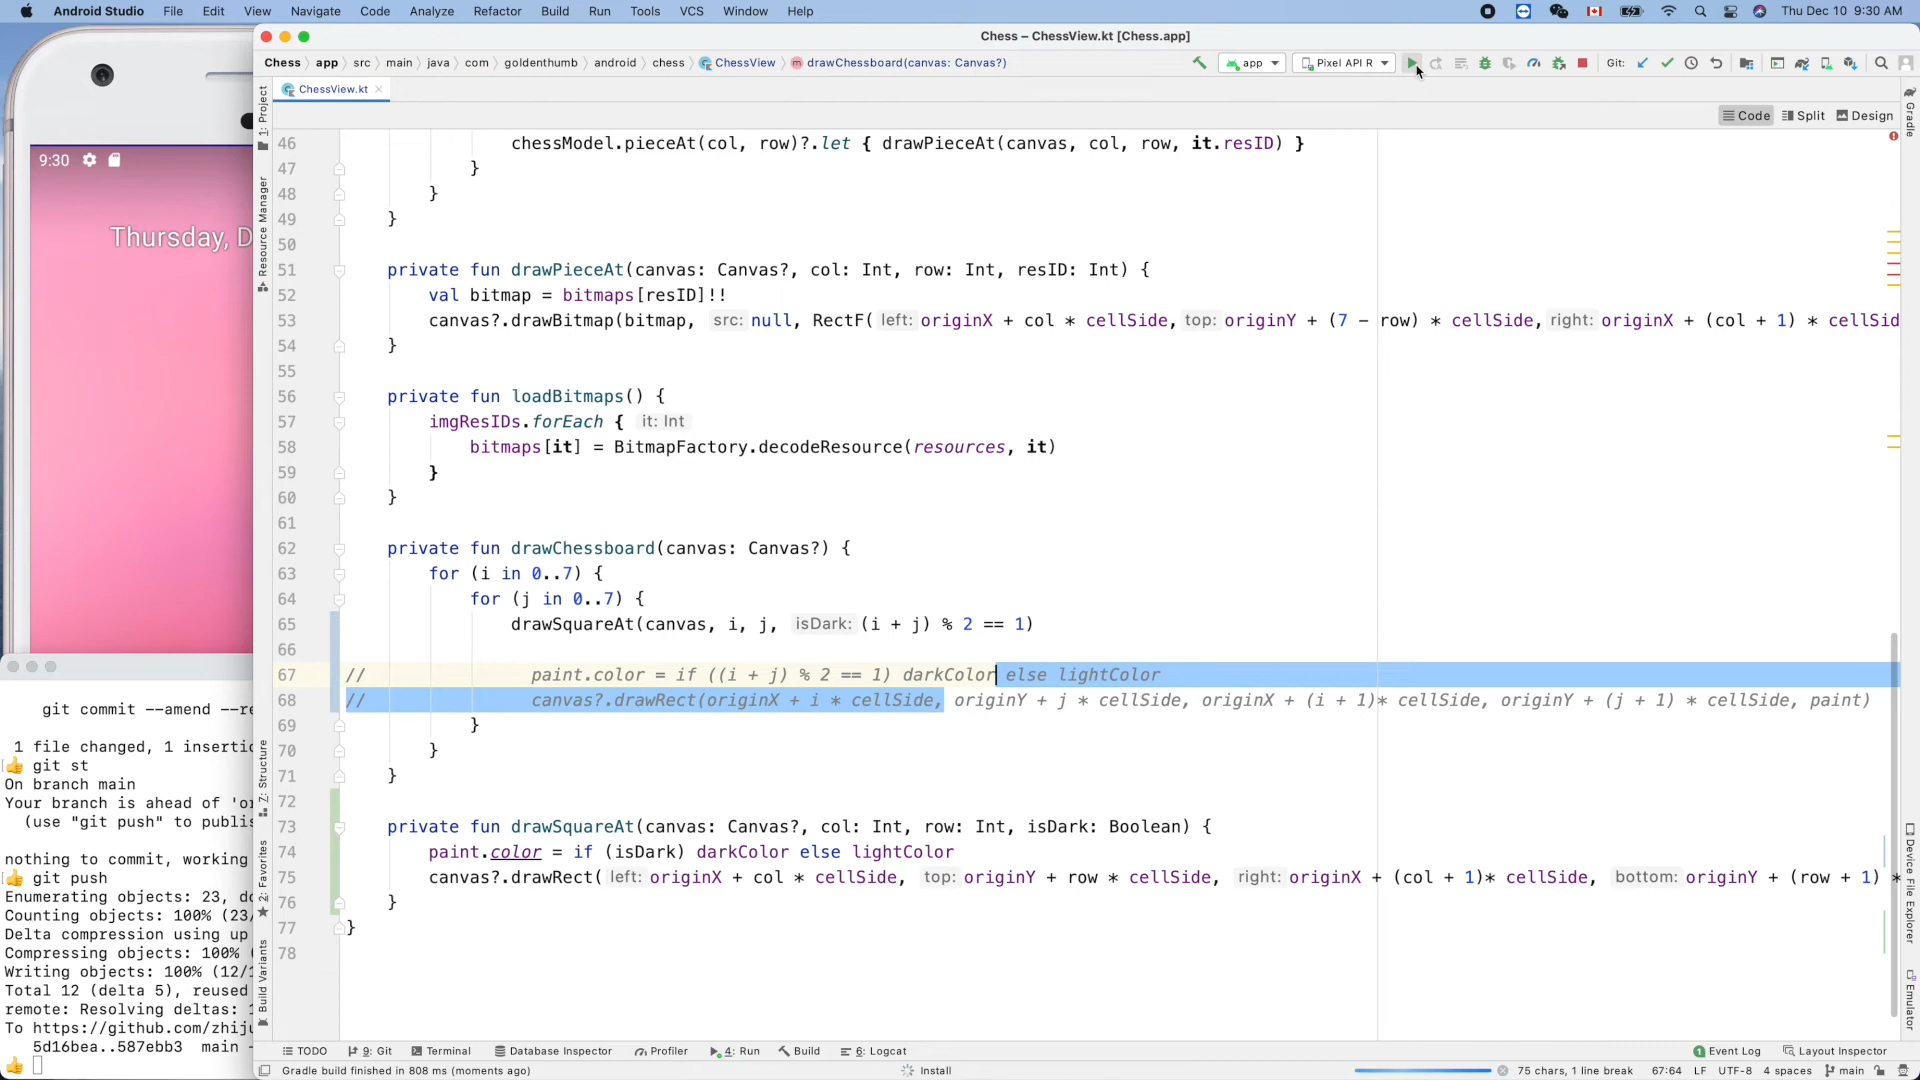 Android Studio File Edit View Navigate Code Analyze Refactor Build Run Tools VCS Window Help Thu Dec 10 9:30 AM
Chess – ChessView.kt [Chess.app]
Chess app src main java com goldenthumb android chess ChessView drawChessboard(canvas: Canvas?) app Pixel API R Git:
ChessView.kt
Code Split Design
1: Project
Resource Manager
Z: Structure
2: Favorites
Build Variants
Gradle
Device File Explorer
Emulator
9:30
Thursday, D
46 chessModel.pieceAt(col, row)?.let { drawPieceAt(canvas, col, row, it.resID) }
47 }
48 }
49 }
50
51 private fun drawPieceAt(canvas: Canvas?, col: Int, row: Int, resID: Int) {
52 val bitmap = bitmaps[resID]!!
53 canvas?.drawBitmap(bitmap, src: null, RectF( left: originX + col * cellSide, top: originY + (7 - row) * cellSide, right: originX + (col + 1) * cellSid
54 }
55
56 private fun loadBitmaps() {
57 imgResIDs.forEach { it: Int
58 bitmaps[it] = BitmapFactory.decodeResource(resources, it)
59 }
60 }
61
62 private fun drawChessboard(canvas: Canvas?) {
63 for (i in 0..7) {
64 for (j in 0..7) {
65 drawSquareAt(canvas, i, j, isDark: (i + j) % 2 == 1)
66
67 // paint.color = if ((i + j) % 2 == 1) darkColor else lightColor
68 // canvas?.drawRect(originX + i * cellSide, originY + j * cellSide, originX + (i + 1)* cellSide, originY + (j + 1) * cellSide, paint)
69 }
70 }
71 }
72
73 private fun drawSquareAt(canvas: Canvas?, col: Int, row: Int, isDark: Boolean) {
74 paint.color = if (isDark) darkColor else lightColor
75 canvas?.drawRect( left: originX + col * cellSide, top: originY + row * cellSide, right: originX + (col + 1)* cellSide, bottom: originY + (row + 1) *
76 }
77 }
78
git commit --amend --re
1 file changed, 1 inserti
git st
On branch main
Your branch is ahead of 'o
(use "git push" to publis
nothing to commit, working
git push
Enumerating objects: 23, do
Counting objects: 100% (23/
Delta compression using up
Compressing objects: 100%
Writing objects: 100% (12/
Total 12 (delta 5), reused
remote: Resolving deltas: 1
To https://github.com/zhiju
5d16bea..587ebb3 main -
TODO 9: Git Terminal Database Inspector Profiler 4: Run Build 6: Logcat 1 Event Log Layout Inspector
Gradle build finished in 808 ms (moments ago) Install 75 chars, 1 line break 67:64 LF UTF-8 4 spaces main